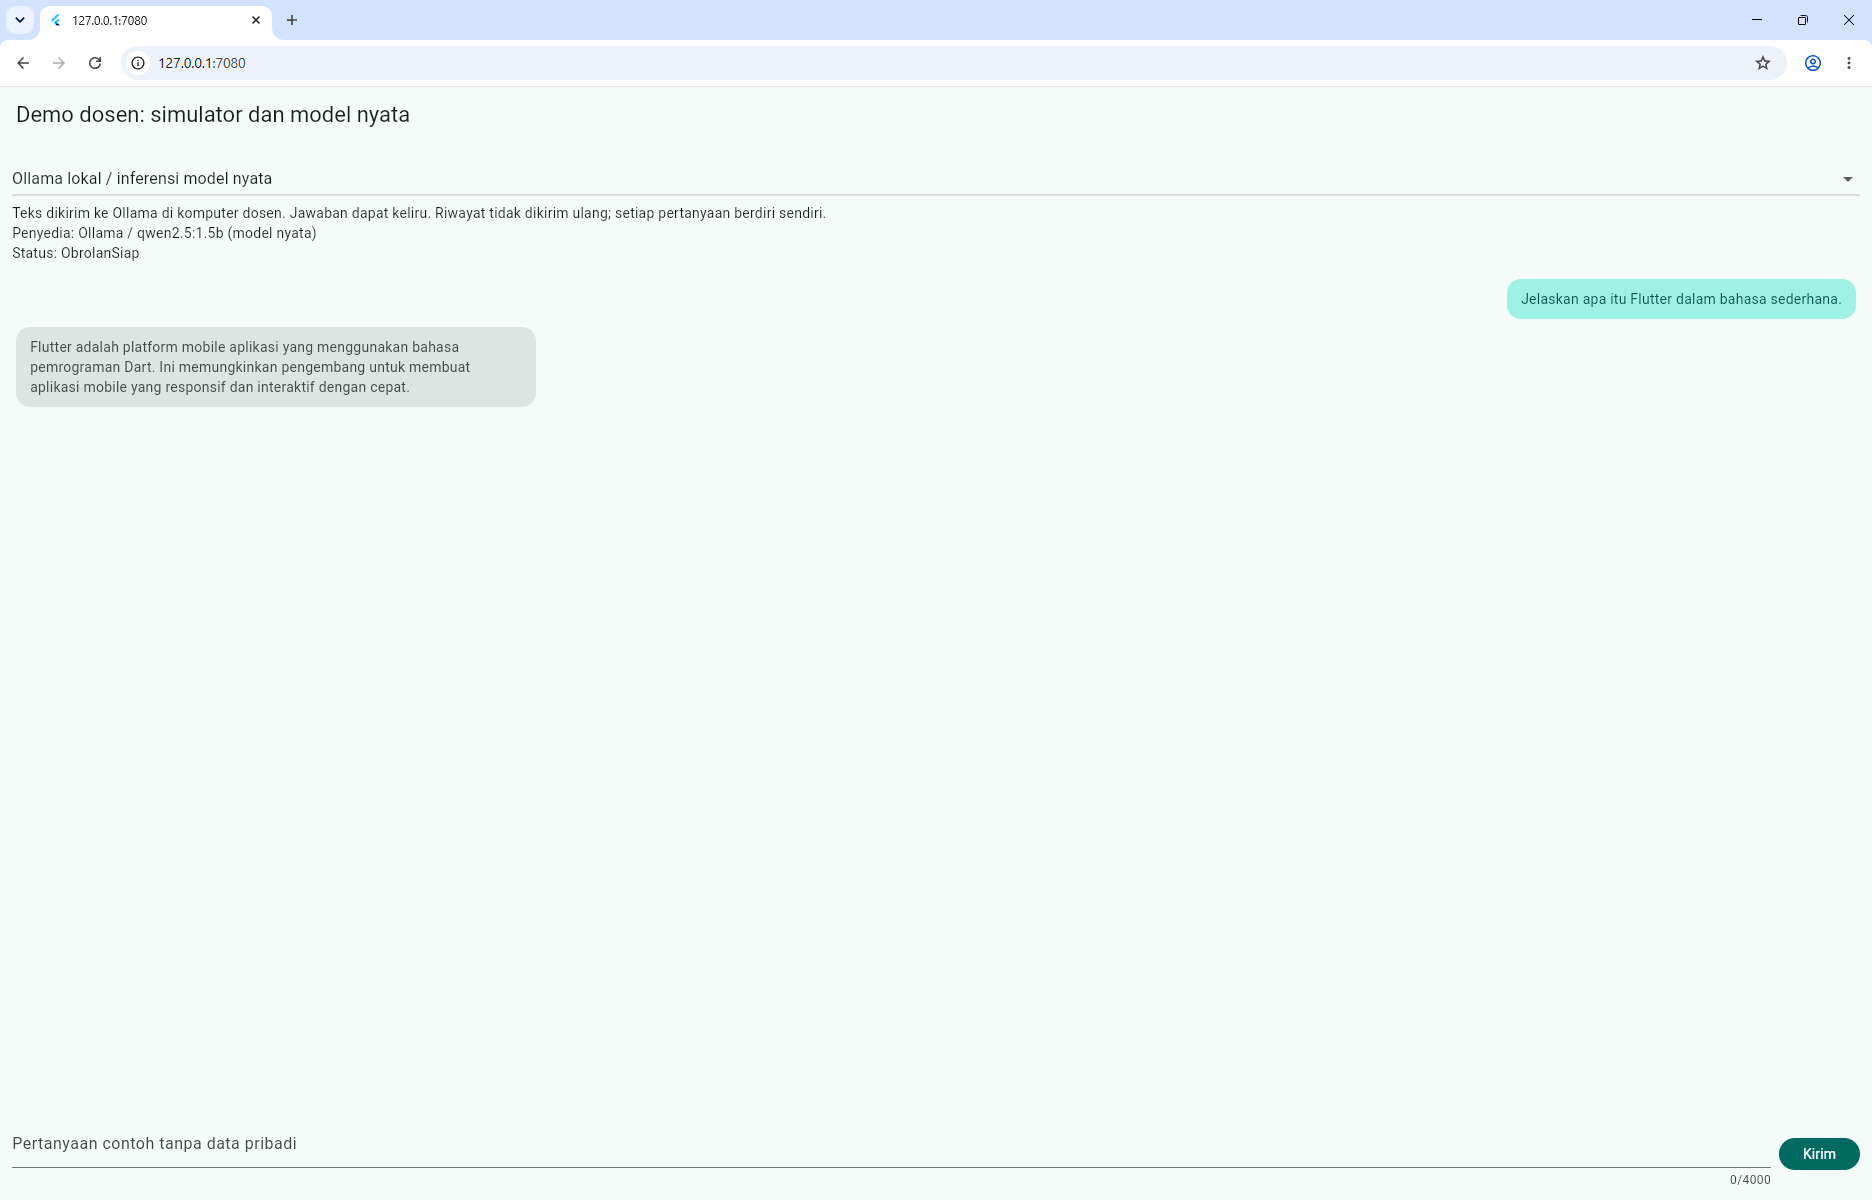 127.0.0.1:7080
127.0.0.1:7080
Demo dosen: simulator dan model nyata
Ollama lokal / inferensi model nyata
Teks dikirim ke Ollama di komputer dosen. Jawaban dapat keliru. Riwayat tidak dikirim ulang; setiap pertanyaan berdiri sendiri.
Penyedia: Ollama / qwen2.5:1.5b (model nyata)
Status: ObrolanSiap
Jelaskan apa itu Flutter dalam bahasa sederhana.
Flutter adalah platform mobile aplikasi yang menggunakan bahasa
pemrograman Dart. Ini memungkinkan pengembang untuk membuat
aplikasi mobile yang responsif dan interaktif dengan cepat.
Pertanyaan contoh tanpa data pribadi
Kirim
0/4000